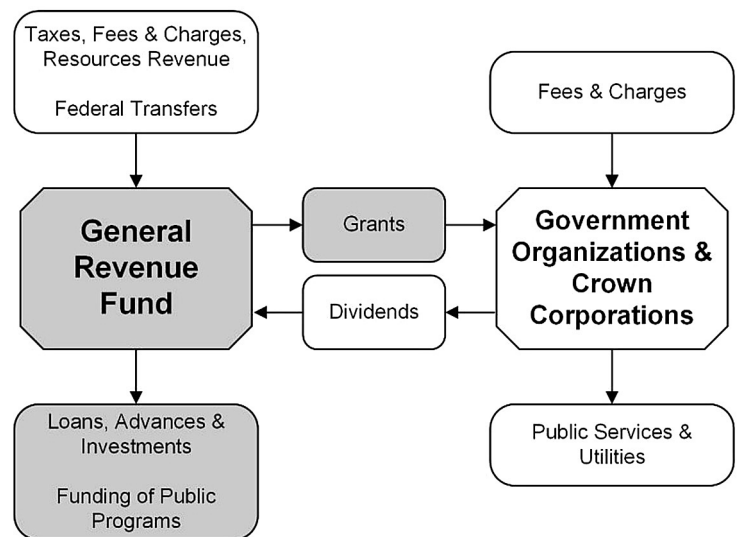 Taxes, Fees & Charges,
Resources Revenue
Federal Transfers
Fees & Charges
General
Revenue
Fund
Grants
Dividends
Government
Organizations &
Crown
Corporations
Loans, Advances &
Investments
Funding of Public
Programs
Public Services &
Utilities